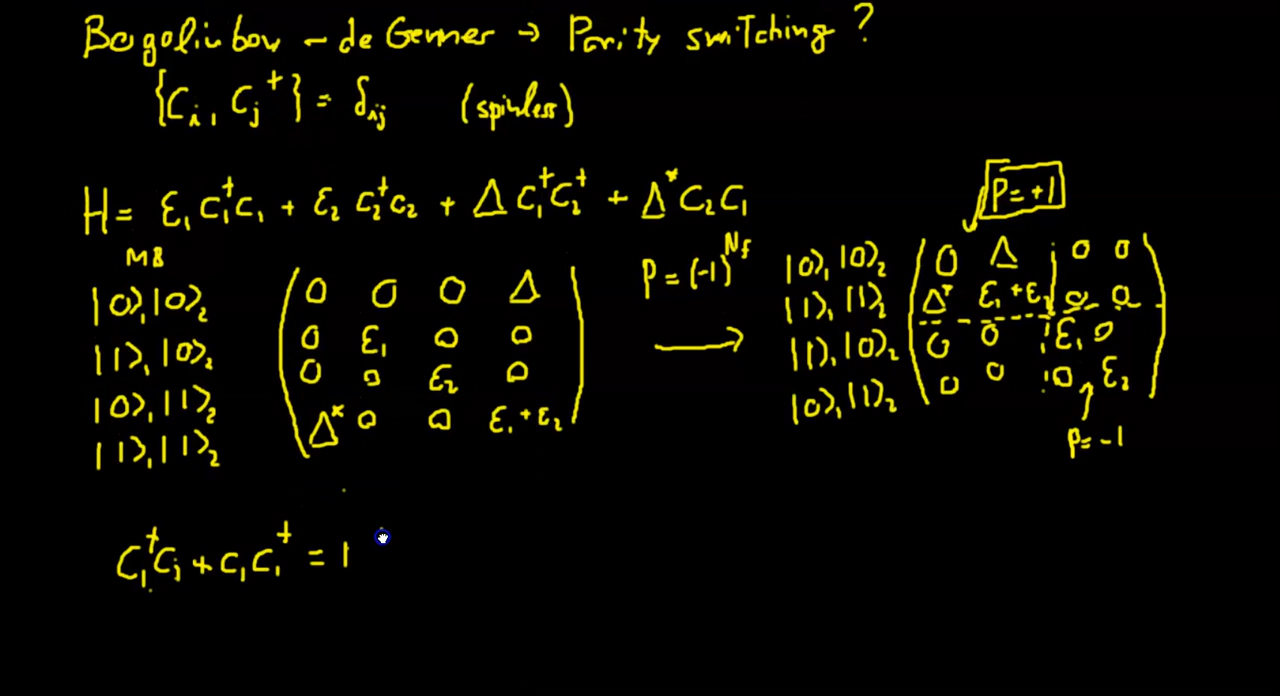 Bogoliubov - de Gennes → Parity switching ?
{C_i, C_j^†} = δ_ij (spinless)
H = ε_1 C_1^† C_1 + ε_2 C_2^† C_2 + Δ C_1^† C_2^† + Δ^* C_2 C_1
P = +1
MB
P = (-1)^{N_f}
|0⟩_1 |0⟩_2 ( 0 0 0 Δ )
|1⟩_1 |0⟩_2 ( 0 ε_1 0 0 )
|0⟩_1 |1⟩_2 ( 0 0 ε_2 0 )
|1⟩_1 |1⟩_2 ( Δ^* 0 0 ε_1 + ε_2 )
→
|0⟩_1 |0⟩_2 ( 0 Δ 0 0 )
|1⟩_1 |1⟩_2 ( Δ^* ε_1 + ε_2 0 0 )
|1⟩_1 |0⟩_2 ( 0 0 ε_1 0 )
|0⟩_1 |1⟩_2 ( 0 0 0 ε_2 )
P = -1
C_1^† C_1 + C_1 C_1^† = 1